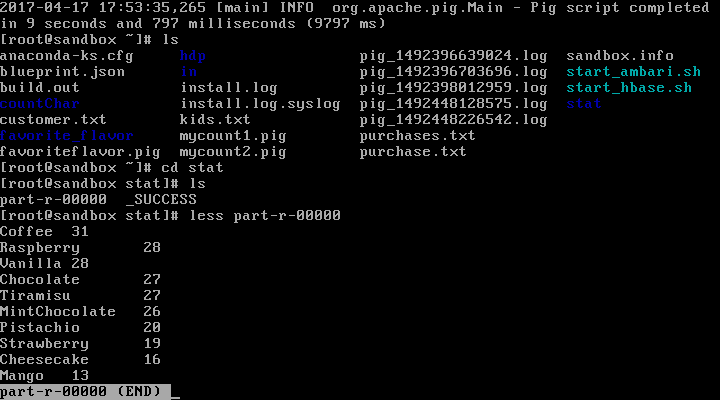 2017-04-17 17:53:35,265 [main] INFO  org.apache.pig.Main - Pig script completed
in 9 seconds and 797 milliseconds (9797 ms)
[root@sandbox ~]# ls
anaconda-ks.cfg      hdp                 pig_1492396639024.log  sandbox.info
blueprint.json       in                  pig_1492396703696.log  start_ambari.sh
build.out            install.log         pig_1492398012959.log  start_hbase.sh
countChar            install.log.syslog  pig_1492448128575.log  stat
customer.txt         kids.txt            pig_1492448226542.log
favorite_flavor      mycount1.pig        purchases.txt
favoriteflavor.pig   mycount2.pig        purchase.txt
[root@sandbox ~]# cd stat
[root@sandbox stat]# ls
part-r-00000  _SUCCESS
[root@sandbox stat]# less part-r-00000
Coffee  31
Raspberry       28
Vanilla 28
Chocolate       27
Tiramisu        27
MintChocolate   26
Pistachio       20
Strawberry      19
Cheesecake      16
Mango   13
part-r-00000 (END)